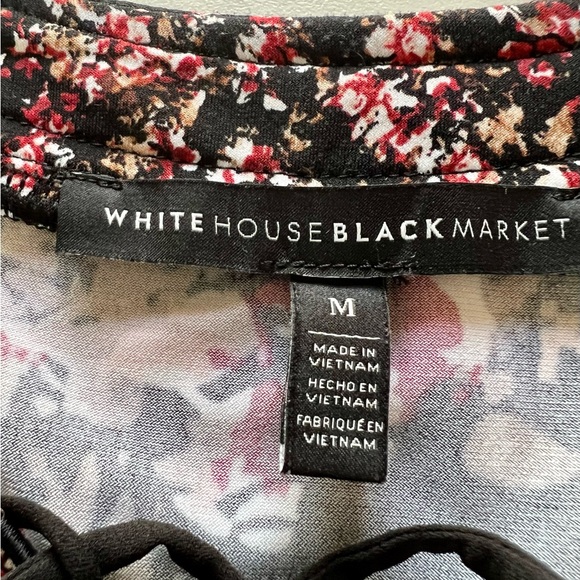 WHITE HOUSE BLACK MARKET
M
MADE IN
VIETNAM
HECHO EN
VIETNAM
FABRIQUÉ EN
VIETNAM